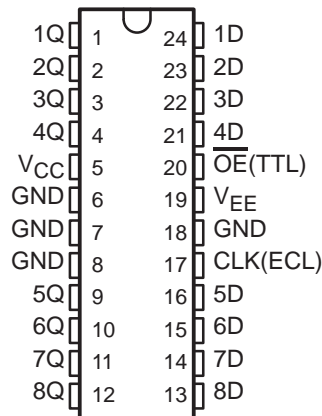 1Q 1 24 1D
2Q 2 23 2D
3Q 3 22 3D
4Q 4 21 4D
VCC 5 20 OE(TTL)
GND 6 19 VEE
GND 7 18 GND
GND 8 17 CLK(ECL)
5Q 9 16 5D
6Q 10 15 6D
7Q 11 14 7D
8Q 12 13 8D